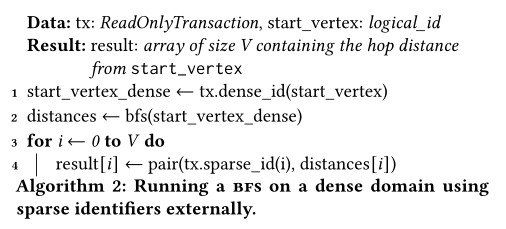 Data: tx: ReadOnlyTransaction, start_vertex: logical_id
Result: result: array of size V containing the hop distance
from start_vertex
1 start_vertex_dense ← tx.dense_id(start_vertex)
2 distances ← bfs(start_vertex_dense)
3 for i ← 0 to V do
4 result[i] ← pair(tx.sparse_id(i), distances[i])
Algorithm 2: Running a BFS on a dense domain using
sparse identifiers externally.